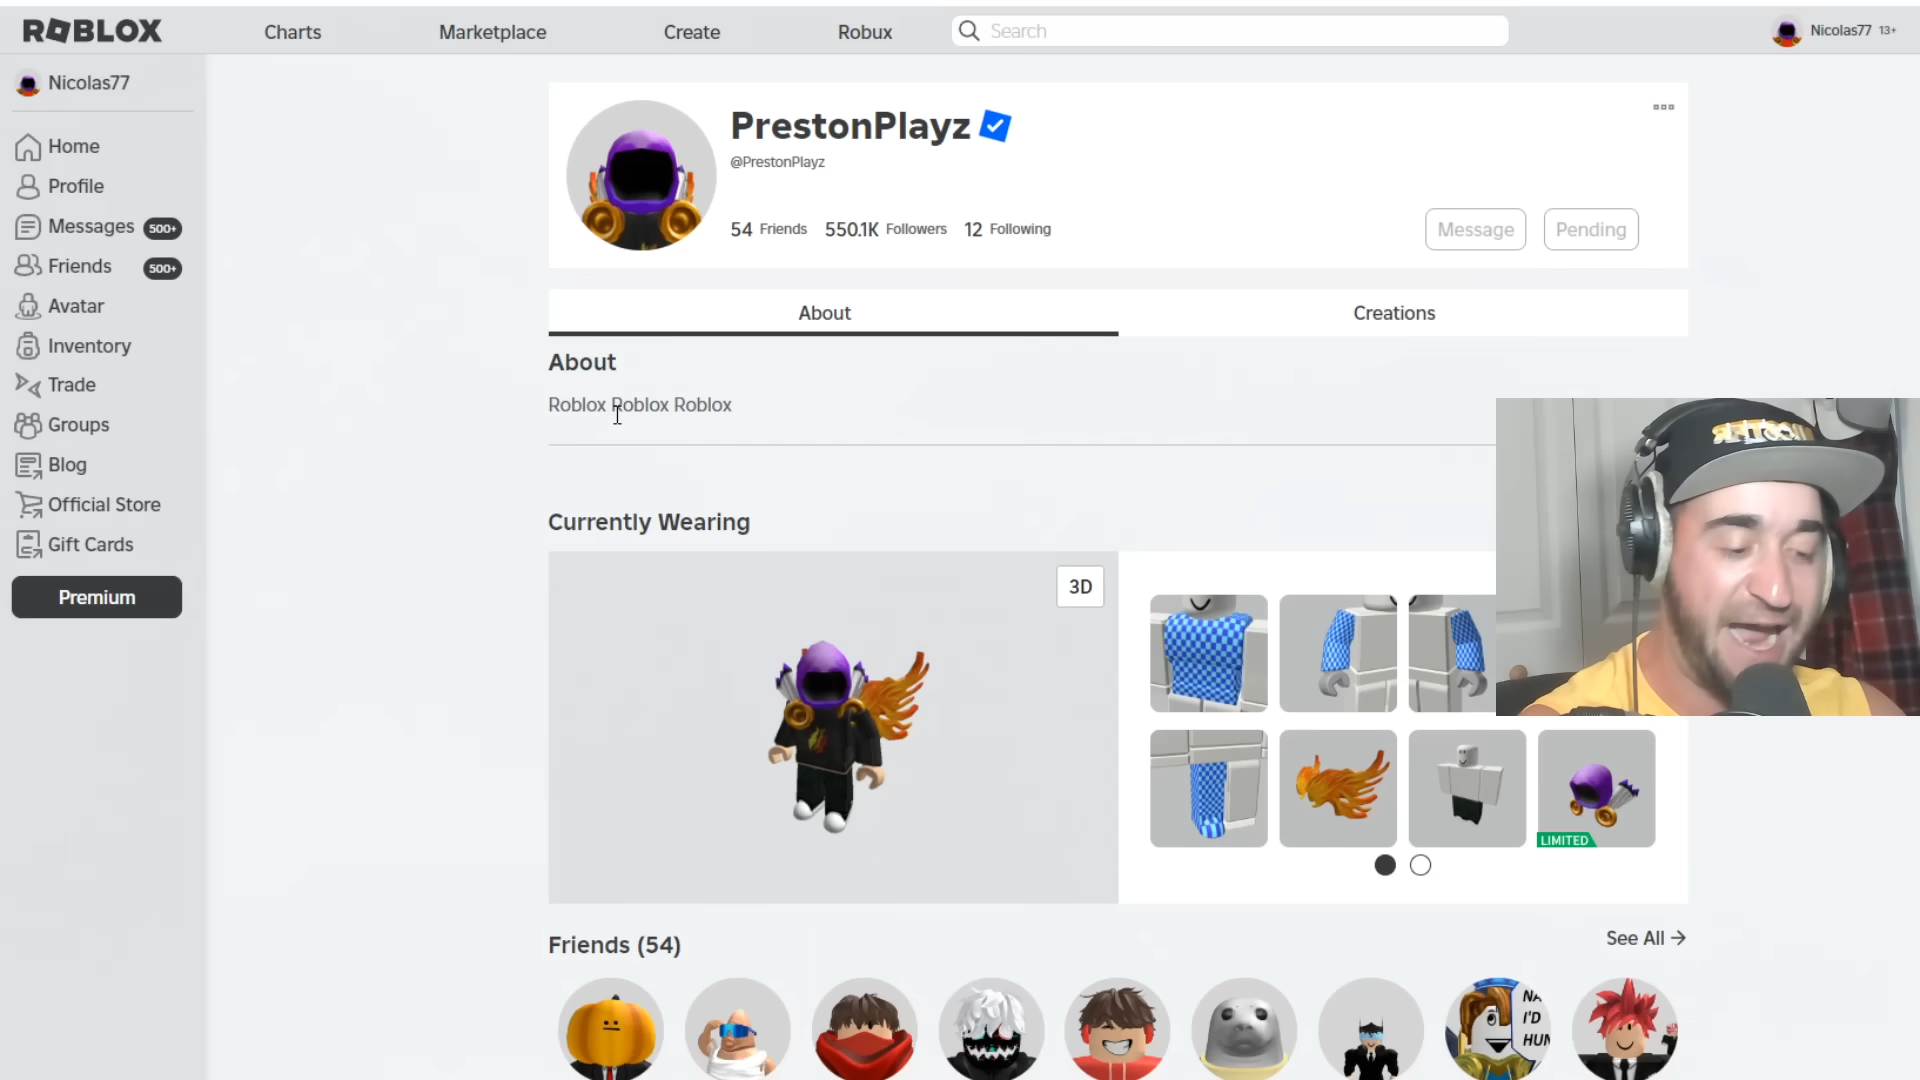 ROBLOX
Charts
Marketplace
Create
Robux
Search
Nicolas77 13+
Nicolas77
Home
Profile
Messages 500+
Friends 500+
Avatar
Inventory
Trade
Groups
Blog
Official Store
Gift Cards
Premium
PrestonPlayz
@PrestonPlayz
54 Friends 550.1K Followers 12 Following
Message
Pending
About
Creations
About
Roblox Roblox Roblox
Currently Wearing
3D
LIMITED
Friends (54)
See All
NA
I'D
HUN